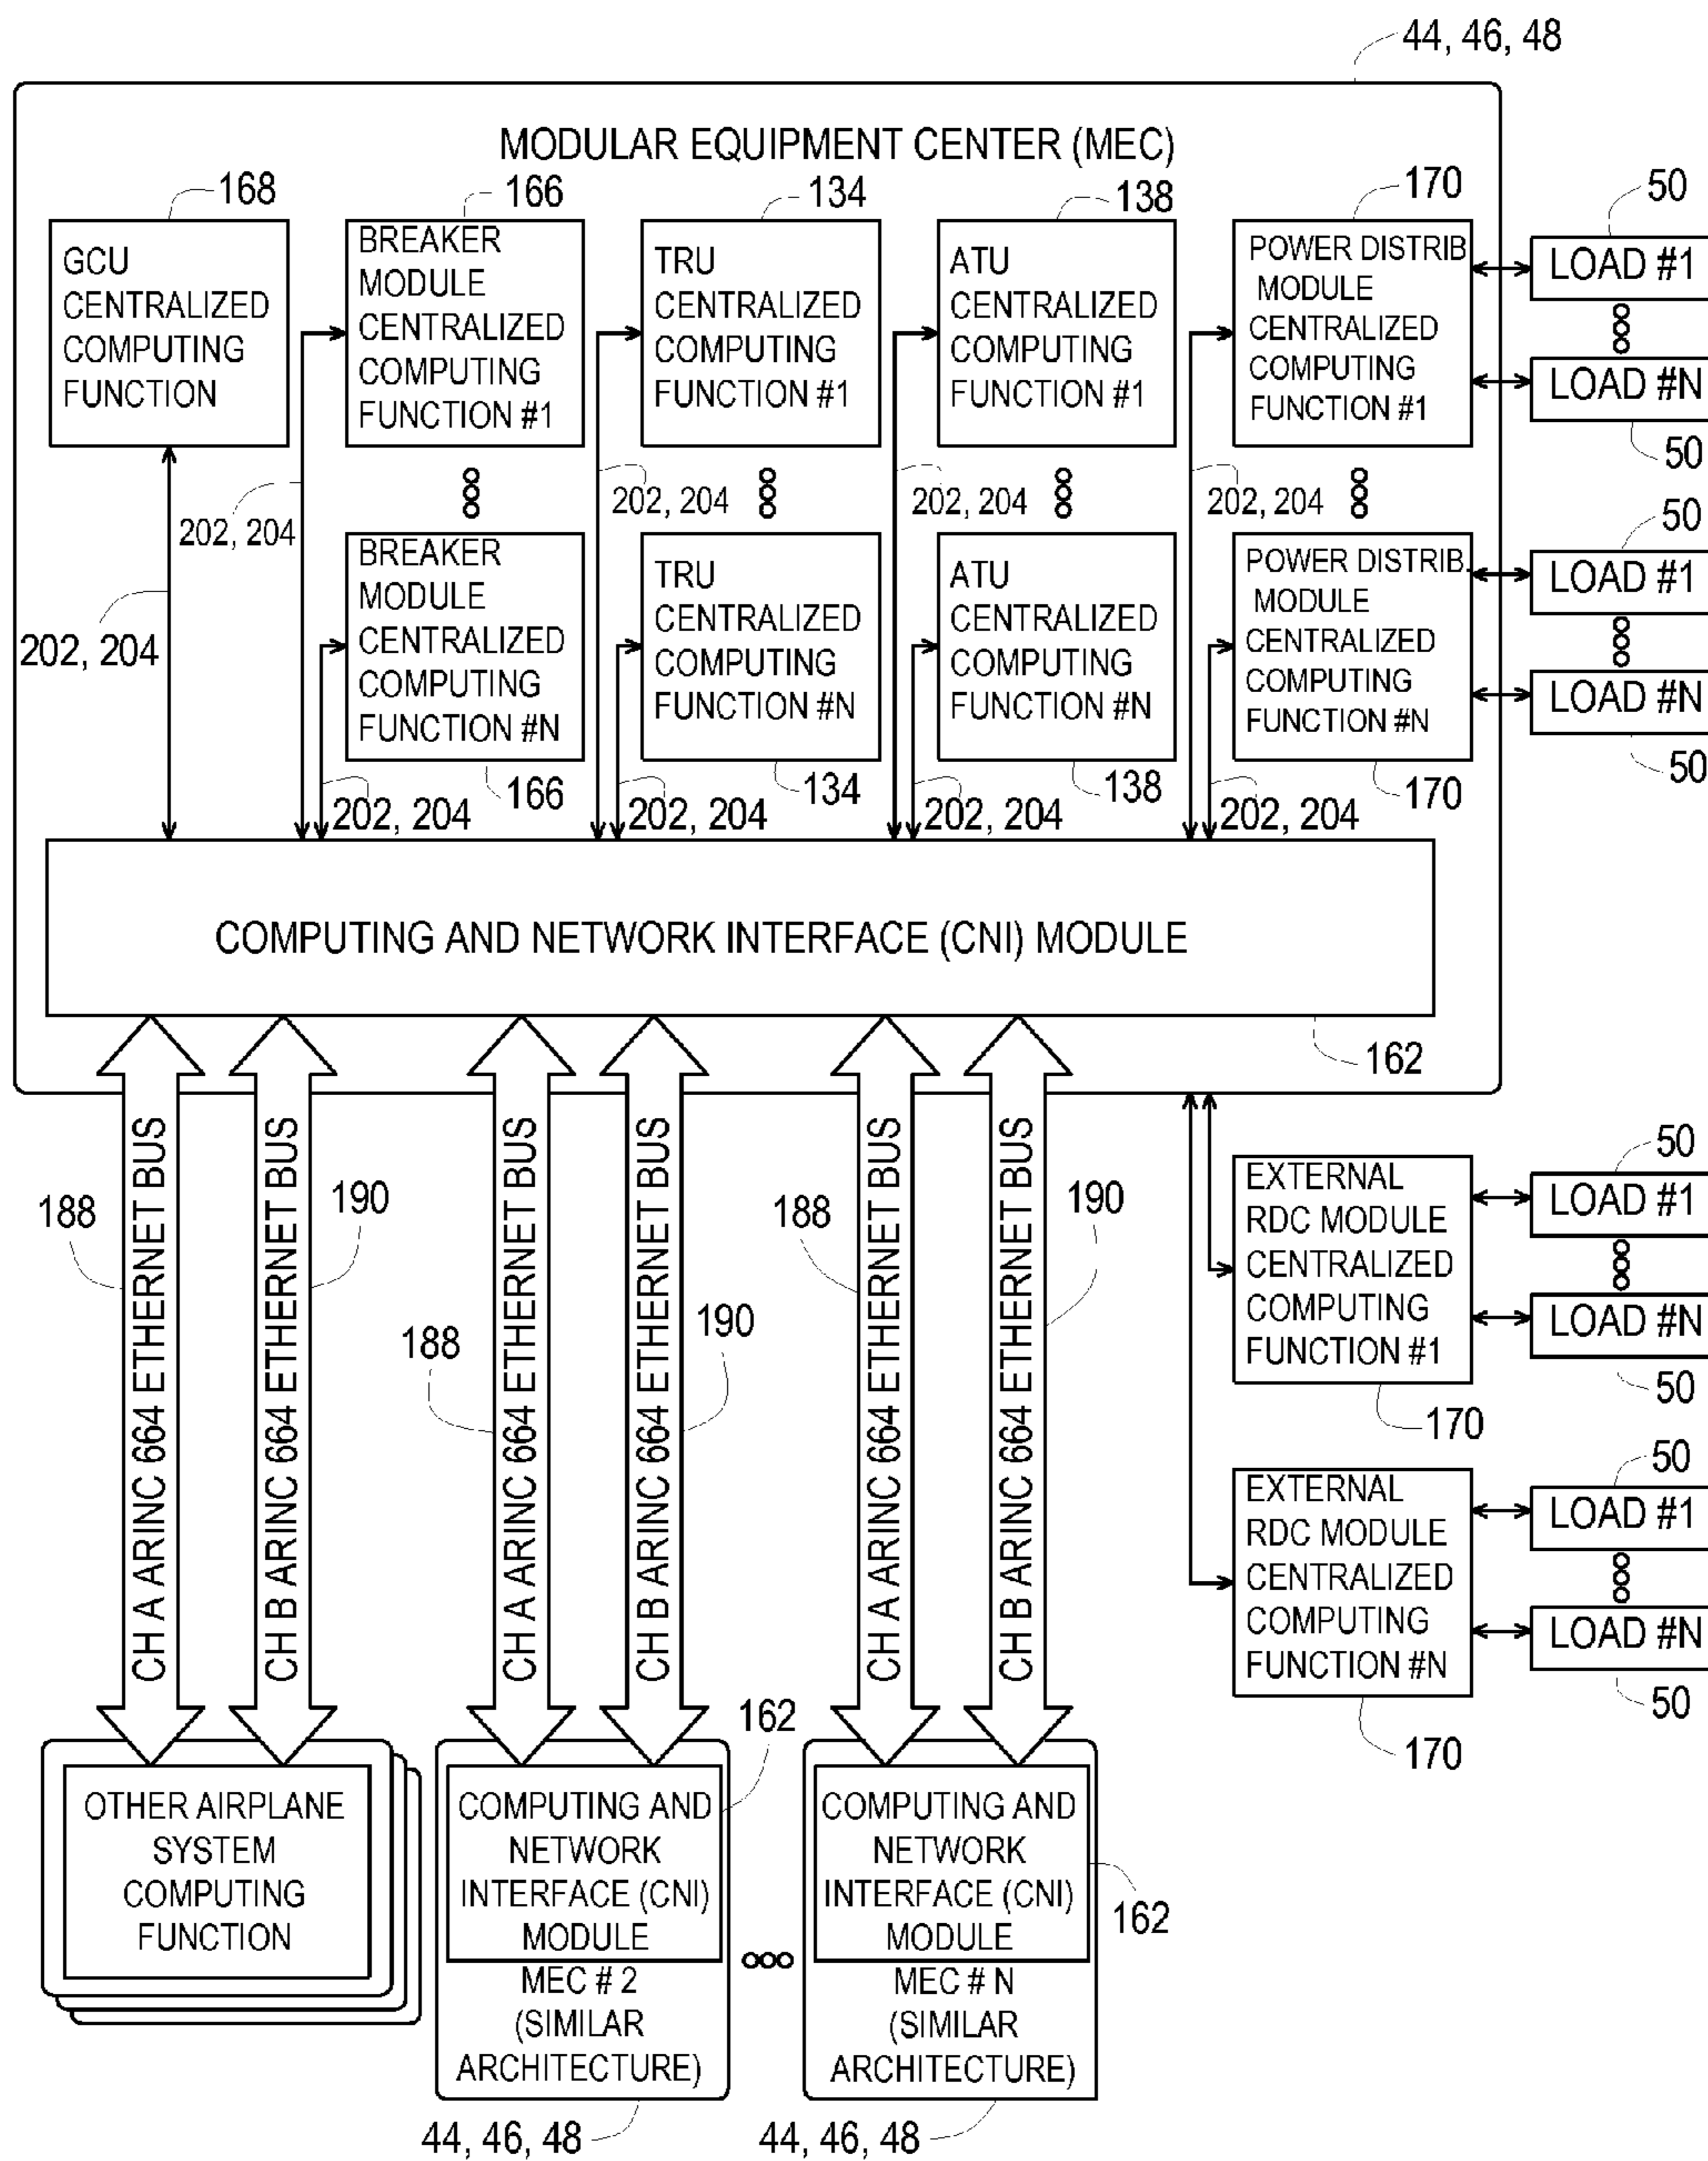 44, 46, 48
MODULAR EQUIPMENT CENTER (MEC)
168
166
134
138
170
50
GCU
CENTRALIZED
COMPUTING
FUNCTION
BREAKER
MODULE
CENTRALIZED
COMPUTING
FUNCTION #1
TRU
CENTRALIZED
COMPUTING
FUNCTION #1
ATU
CENTRALIZED
COMPUTING
FUNCTION #1
POWER DISTRIB
MODULE
CENTRALIZED
COMPUTING
FUNCTION #1
LOAD #1
LOAD #N
50
202, 204
202, 204
202, 204
202, 204
202, 204
50
BREAKER
MODULE
CENTRALIZED
COMPUTING
FUNCTION #N
TRU
CENTRALIZED
COMPUTING
FUNCTION #N
ATU
CENTRALIZED
COMPUTING
FUNCTION #N
POWER DISTRIB.
MODULE
CENTRALIZED
COMPUTING
FUNCTION #N
LOAD #1
LOAD #N
50
166
134
138
170
202, 204
202, 204
202, 204
202, 204
COMPUTING AND NETWORK INTERFACE (CNI) MODULE
162
188
CH A ARINC 664 ETHERNET BUS
CH B ARINC 664 ETHERNET BUS
190
188
CH A ARINC 664 ETHERNET BUS
CH B ARINC 664 ETHERNET BUS
190
188
CH A ARINC 664 ETHERNET BUS
CH B ARINC 664 ETHERNET BUS
190
EXTERNAL
RDC MODULE
CENTRALIZED
COMPUTING
FUNCTION #1
170
50
LOAD #1
LOAD #N
50
EXTERNAL
RDC MODULE
CENTRALIZED
COMPUTING
FUNCTION #N
170
50
LOAD #1
LOAD #N
50
OTHER AIRPLANE
SYSTEM
COMPUTING
FUNCTION
162
COMPUTING AND
NETWORK
INTERFACE (CNI)
MODULE
MEC # 2
(SIMILAR
ARCHITECTURE)
44, 46, 48
COMPUTING AND
NETWORK
INTERFACE (CNI)
MODULE
162
MEC # N
(SIMILAR
ARCHITECTURE)
44, 46, 48